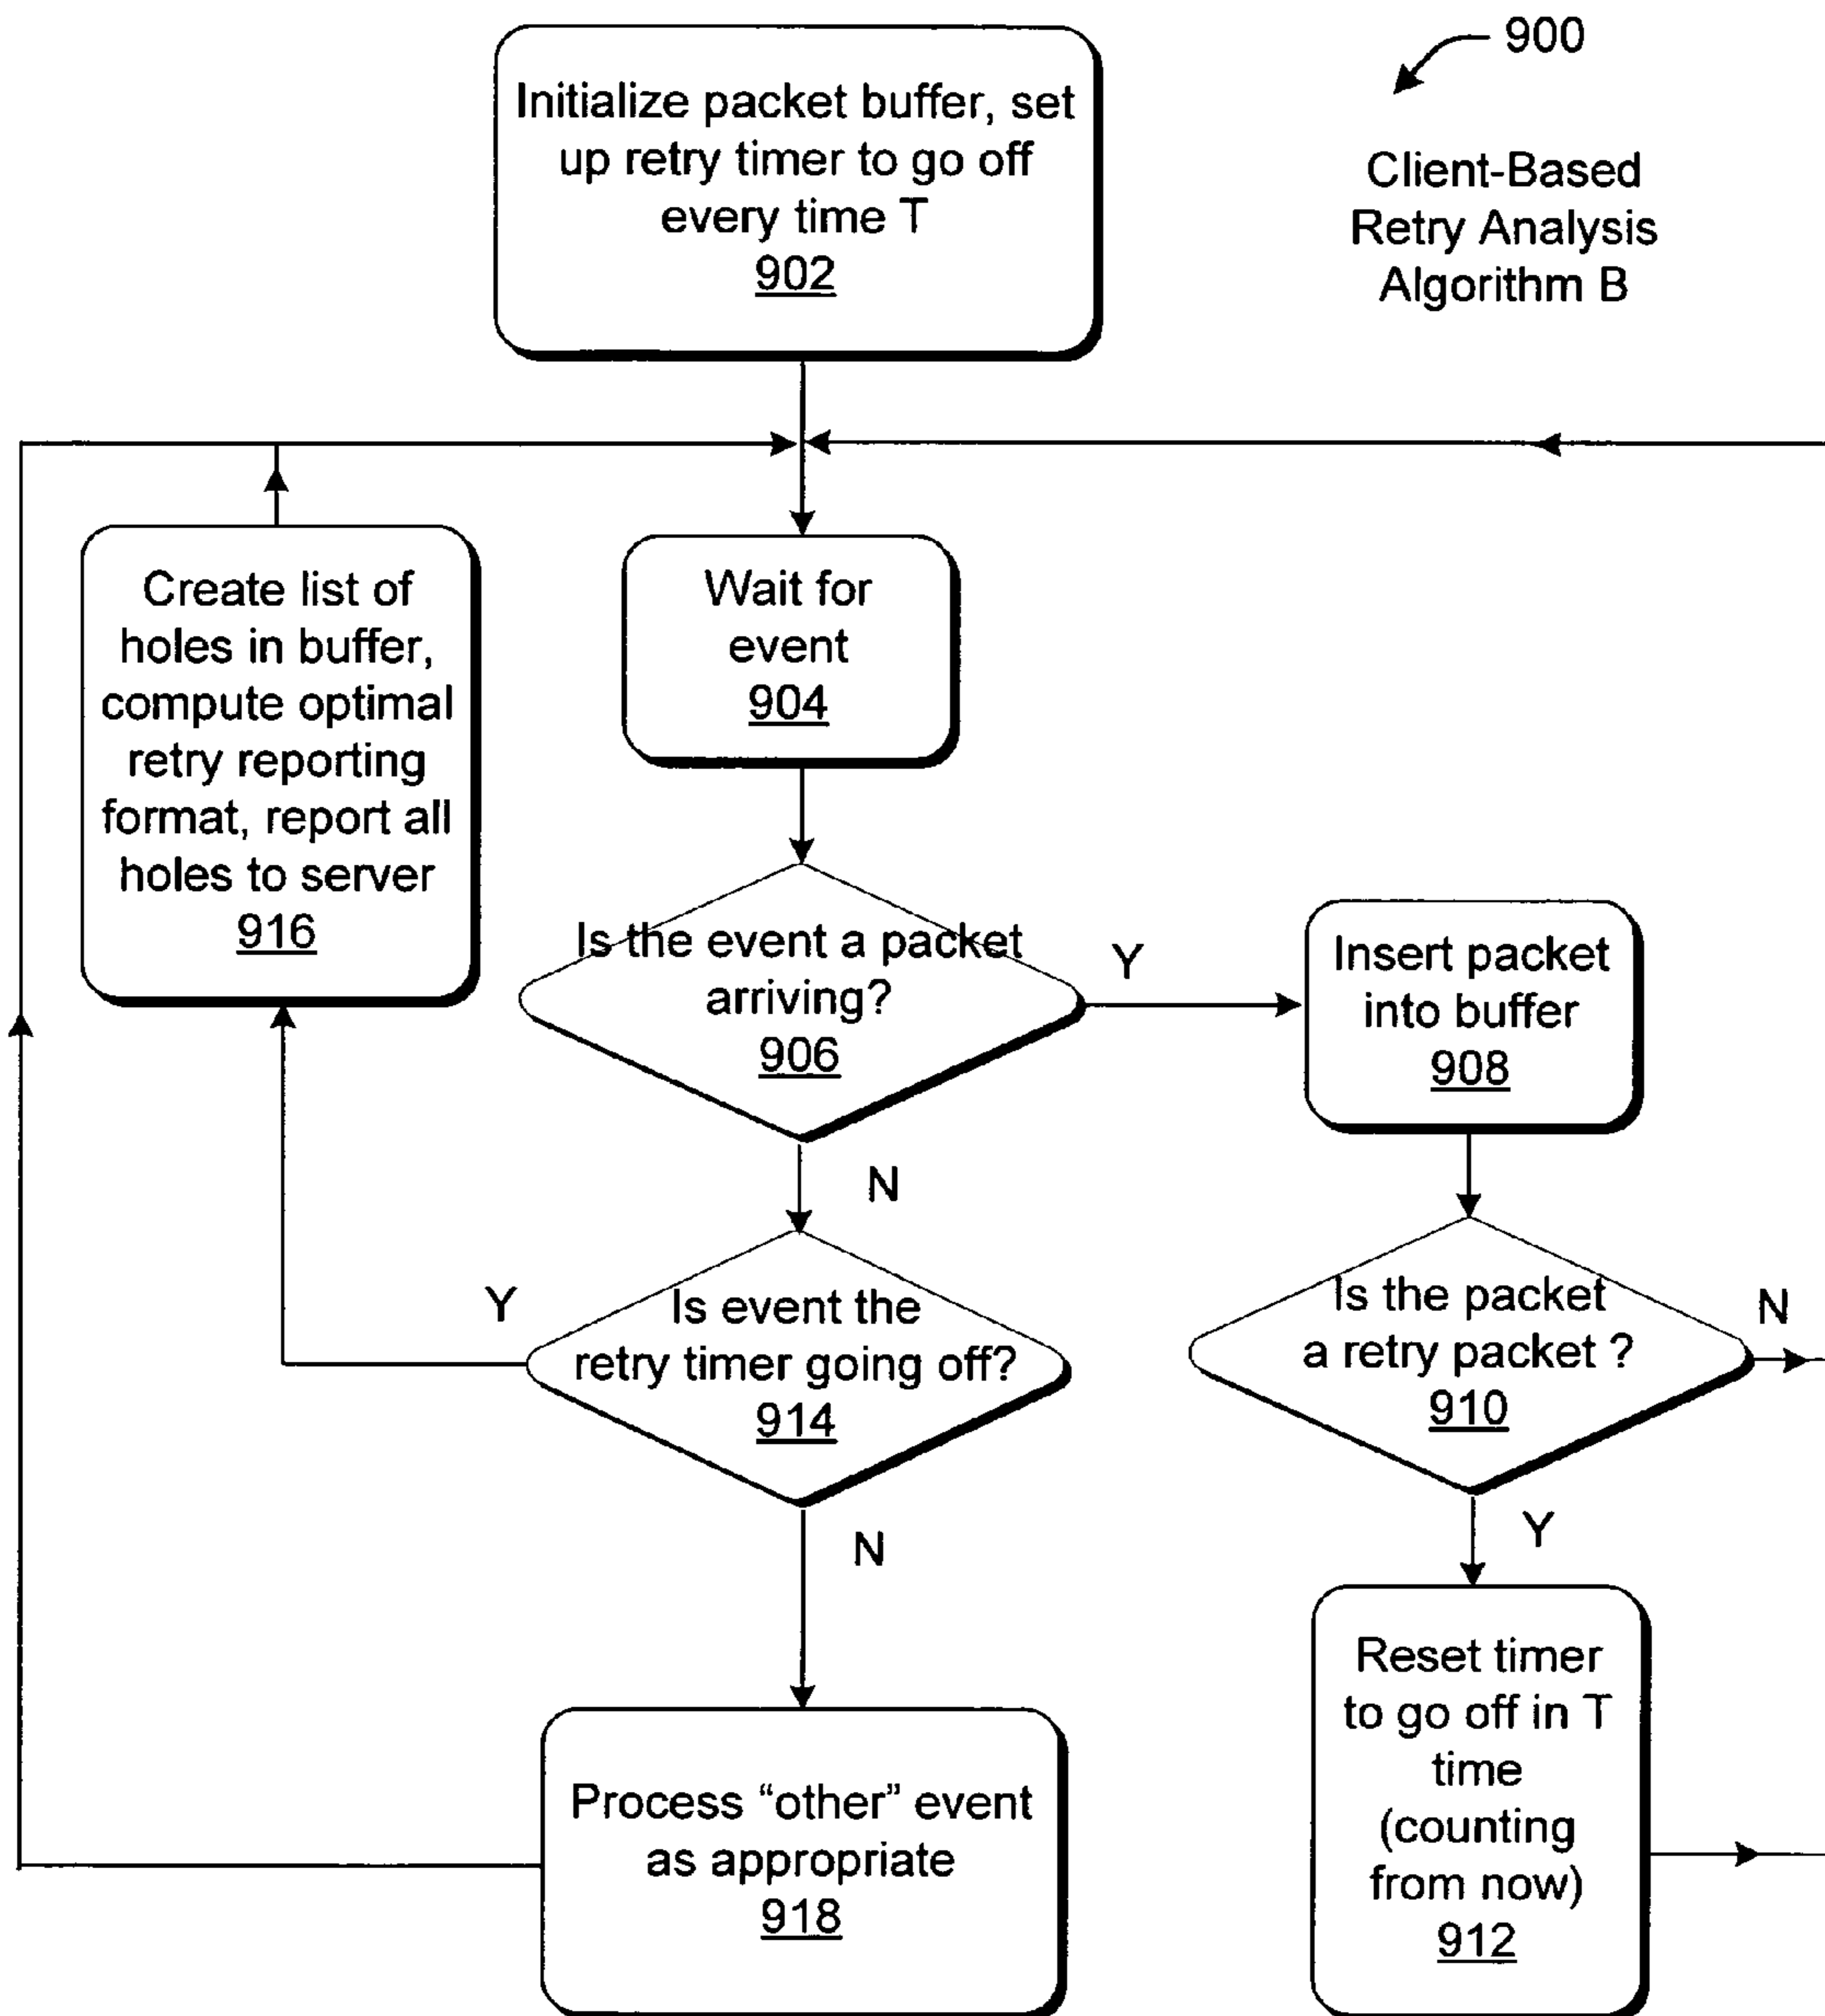 900
Client-Based
Retry Analysis
Algorithm B
Initialize packet buffer, set
up retry timer to go off
every time T
902
Wait for
event
904
Create list of
holes in buffer,
compute optimal
retry reporting
format, report all
holes to server
916
Is the event a packet
arriving?
906
Y
N
Insert packet
into buffer
908
Is the packet
a retry packet ?
910
N
Y
Is event the
retry timer going off?
914
Y
N
Process “other” event
as appropriate
918
Reset timer
to go off in T
time
(counting
from now)
912